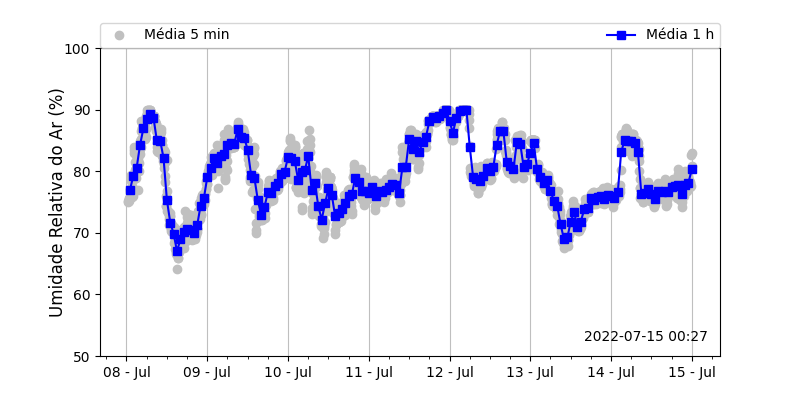 Média 5 min Média 1 h
100
90
80
70
60
50
Umidade Relativa do Ar (%)
2022-07-15 00:27
08 - Jul 09 - Jul 10 - Jul 11 - Jul 12 - Jul 13 - Jul 14 - Jul 15 - Jul